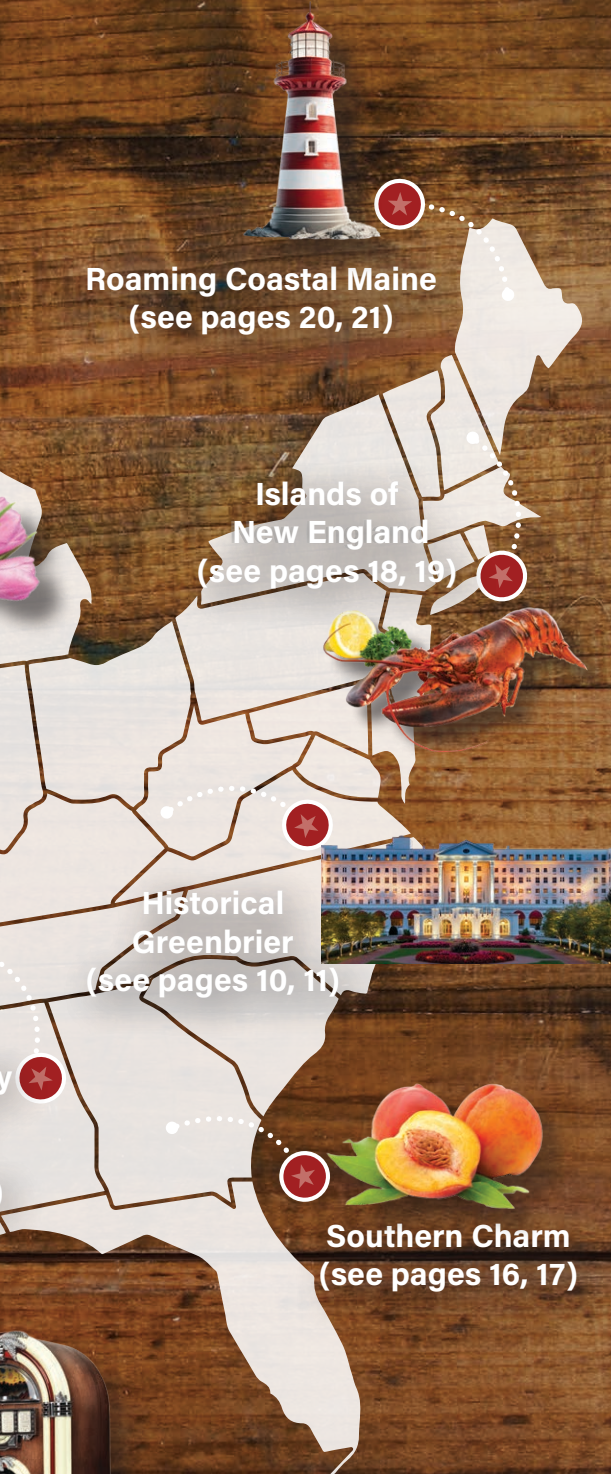 Roaming Coastal Maine
(see pages 20, 21)
Islands of
New England
(see pages 18, 19)
Historical
Greenbrier
(see pages 10, 11)
y
Southern Charm
(see pages 16, 17)